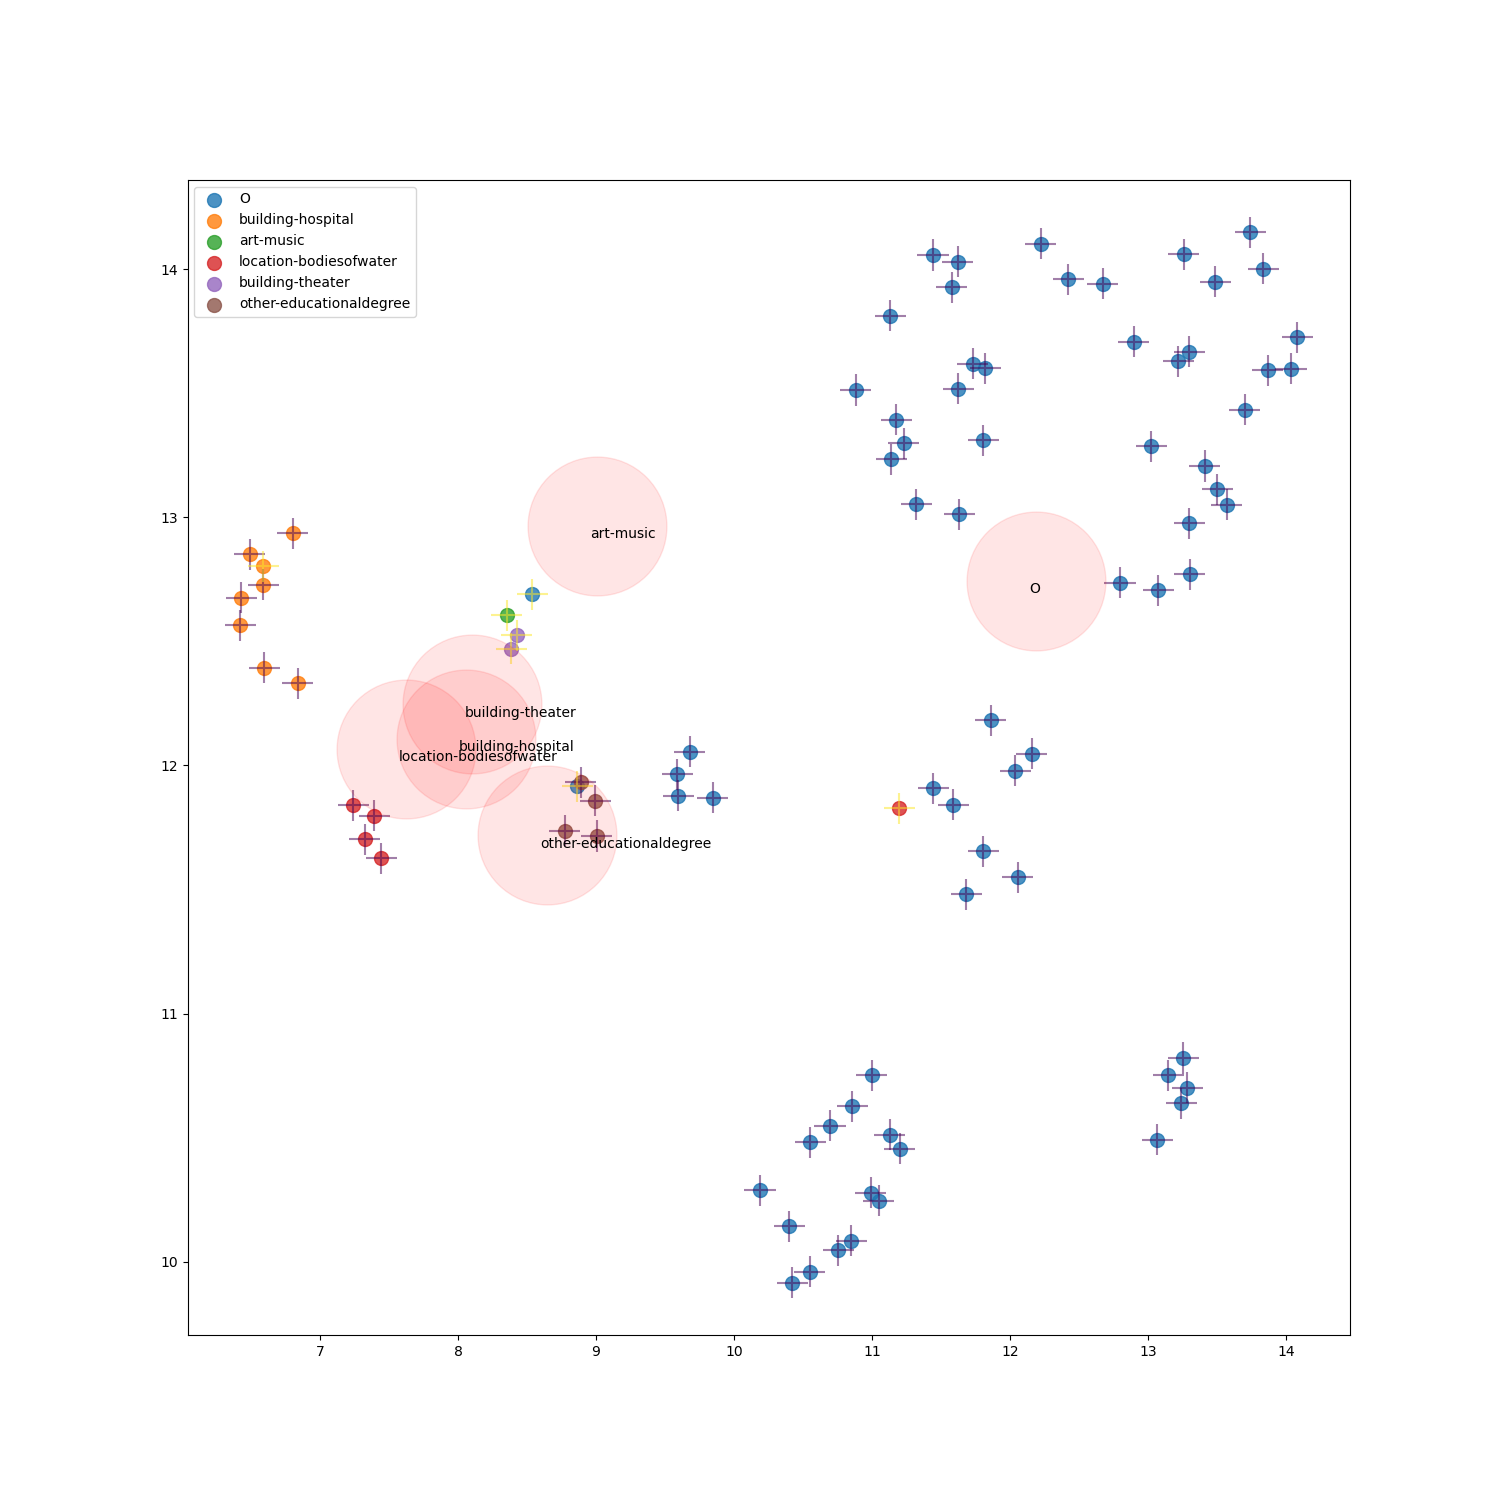 O
building-hospital
art-music
location-bodiesofwater
building-theater
other-educationaldegree
14
13
12
11
10
art-music
O
building-theater
building-hospital
location-bodiesofwater
other-educationaldegree
7 8 9 10 11 12 13 14